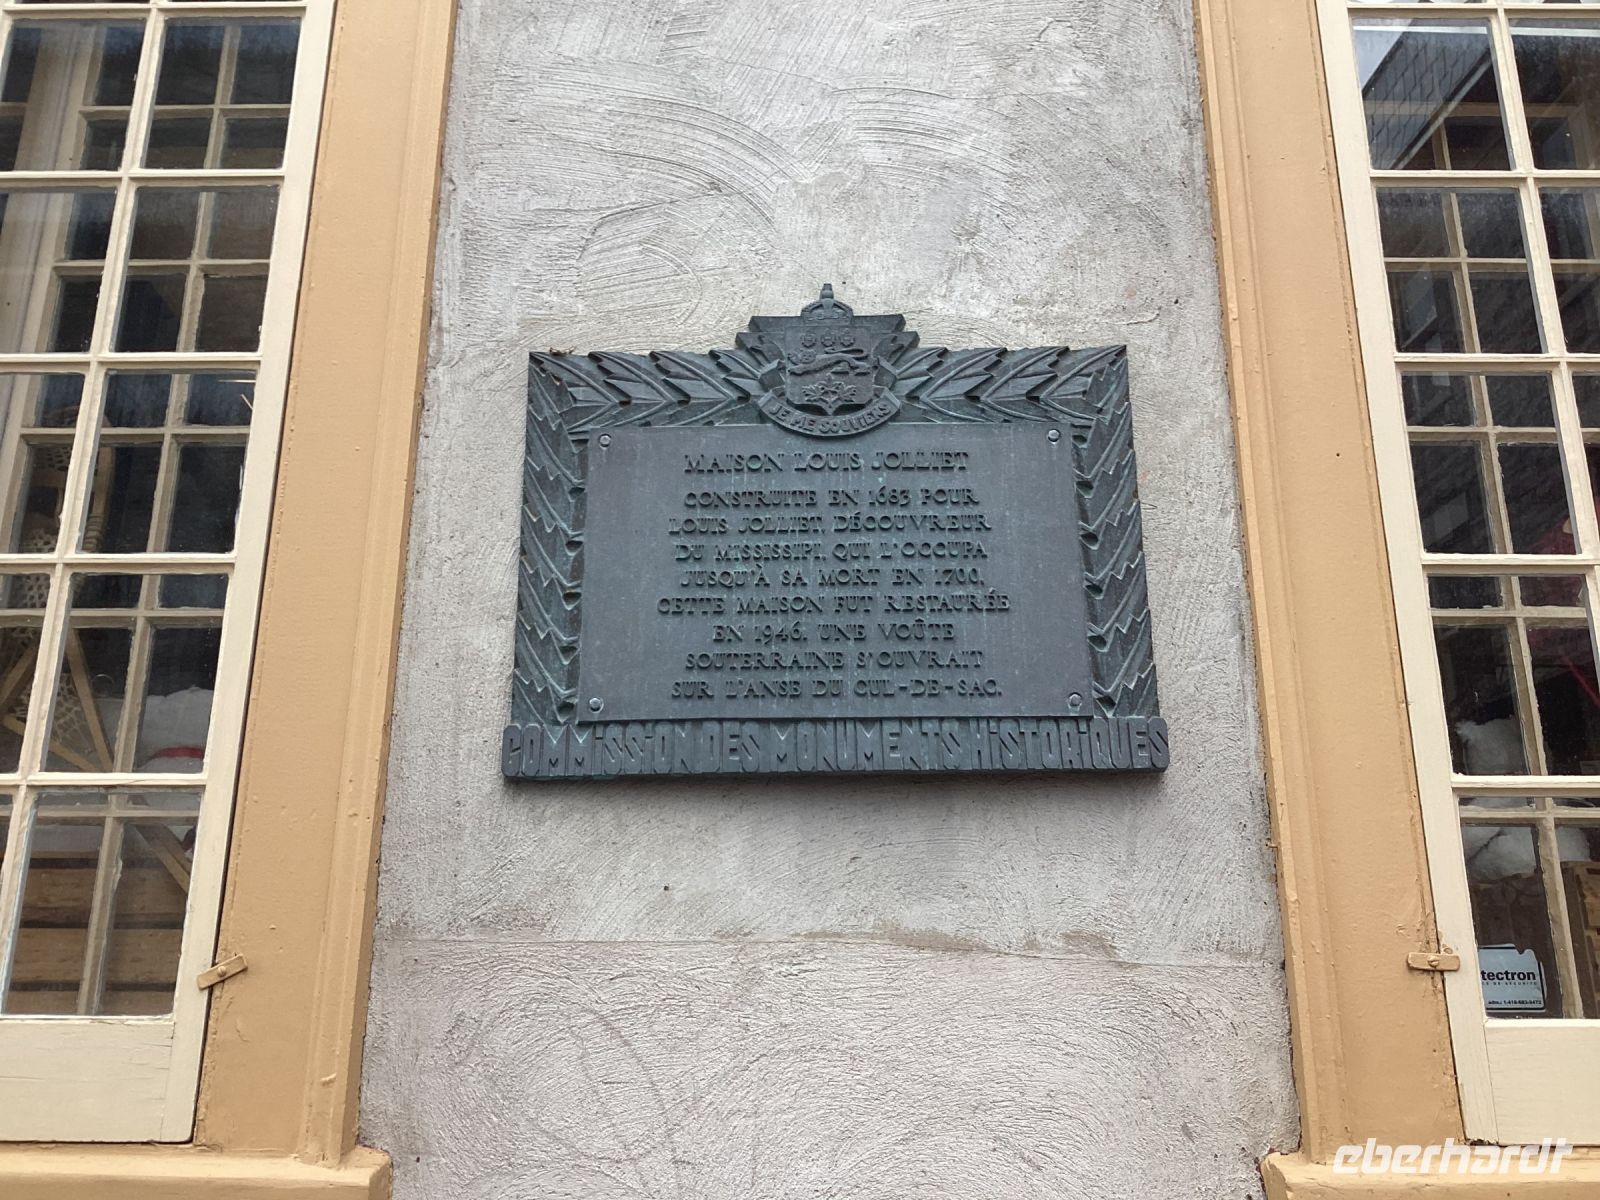 JE ME SOUVIENS
MAISON LOUIS JOLLIET
CONSTRUITE EN 1683 POUR
LOUIS JOLLIET, DÉCOUVREUR
DU MISSISSIPI, QUI L'OCCUPA
JUSQU'À SA MORT EN 1700.
CETTE MAISON FUT RESTAURÉE
EN 1946. UNE VOÛTE
SOUTERRAINE S'OUVRAIT
SUR L'ANSE DU CUL-DE-SAC.
COMMISSION DES MONUMENTS HISTORIQUES
tectron
eberhardt